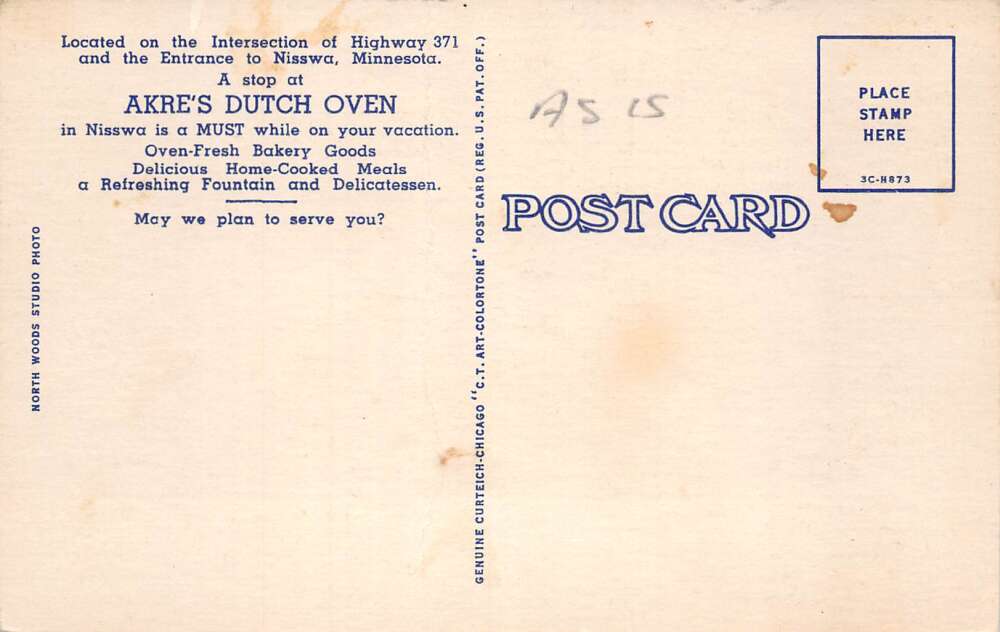 Located on the Intersection of Highway 371
and the Entrance to Nisswa, Minnesota.
A stop at
AKRE'S DUTCH OVEN
in Nisswa is a MUST while on your vacation.
Oven-Fresh Bakery Goods
Delicious Home-Cooked Meals
a Refreshing Fountain and Delicatessen.
May we plan to serve you?
NORTH WOODS STUDIO PHOTO
GENUINE CURTEICH-CHICAGO "C.T. ART-COLORTONE" POST CARD (REG. U.S. PAT. OFF.)
AS IS
POST CARD
PLACE
STAMP
HERE
3C-H873